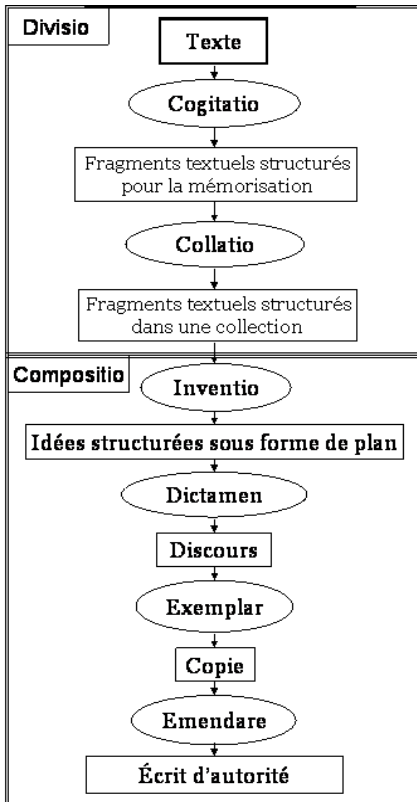 Divisio
Texte
Cogitatio
Fragments textuels structurés
pour la mémorisation
Collatio
Fragments textuels structurés
dans une collection
Compositio
Inventio
Idées structurées sous forme de plan
Dictamen
Discours
Exemplar
Copie
Emendare
Écrit d'autorité